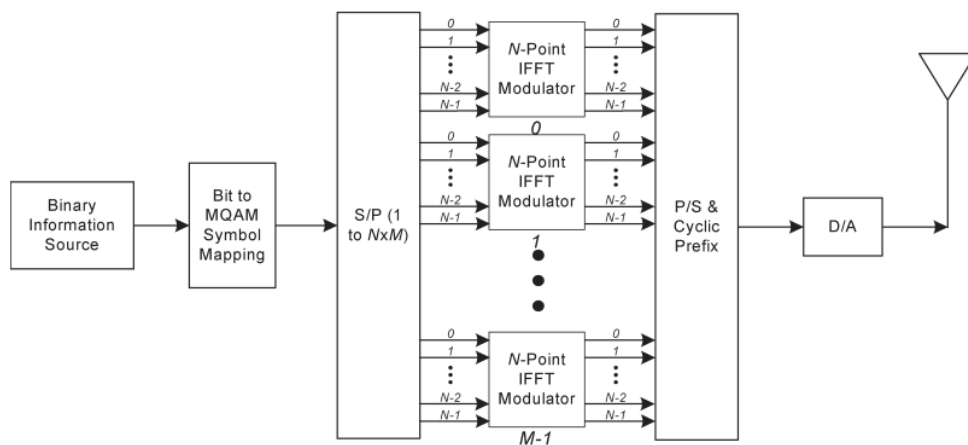 Binary
Information
Source
Bit to
MQAM
Symbol
Mapping
S/P (1
to NxM)
0
1
N-2
N-1
N-Point
IFFT
Modulator
0
0
1
N-2
N-1
0
1
N-2
N-1
N-Point
IFFT
Modulator
1
0
1
N-2
N-1
0
1
N-2
N-1
N-Point
IFFT
Modulator
M-1
0
1
N-2
N-1
P/S &
Cyclic
Prefix
D/A